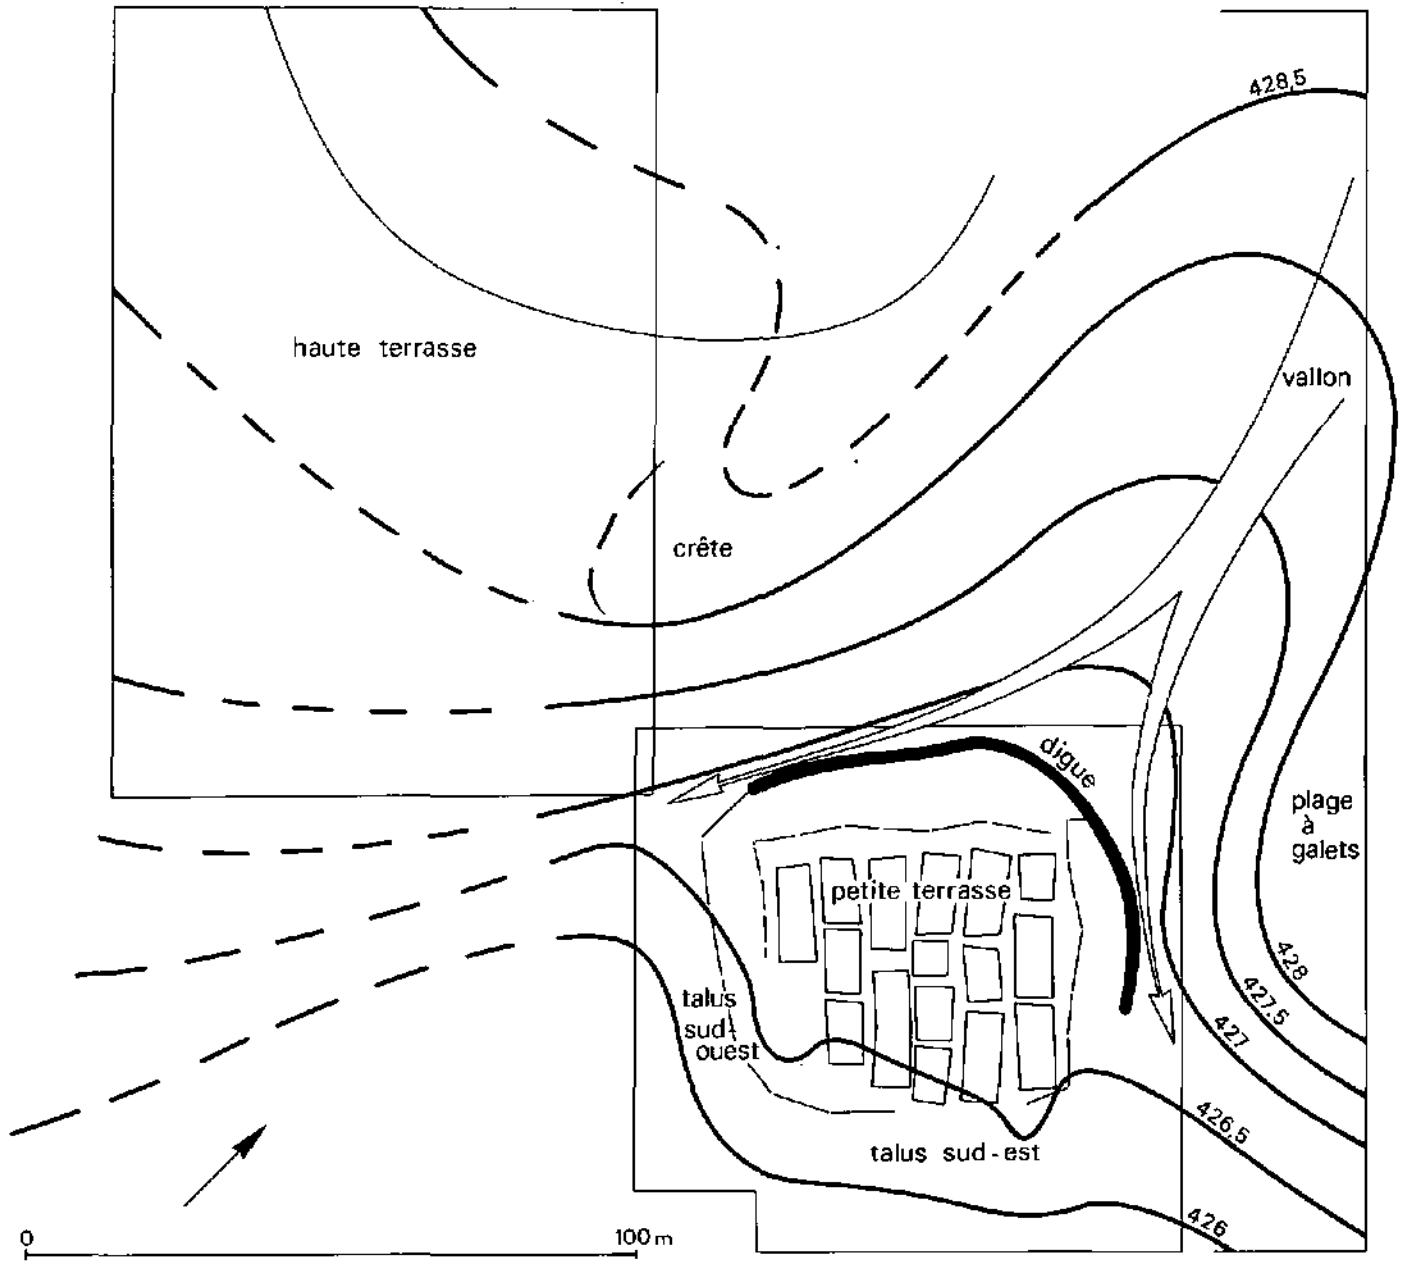 428,5
haute terrasse
vallon
crête
digue
plage
à
galets
petite terrasse
428
talus
sud-
ouest
427,5
427
426,5
talus sud-est
426
0
100 m